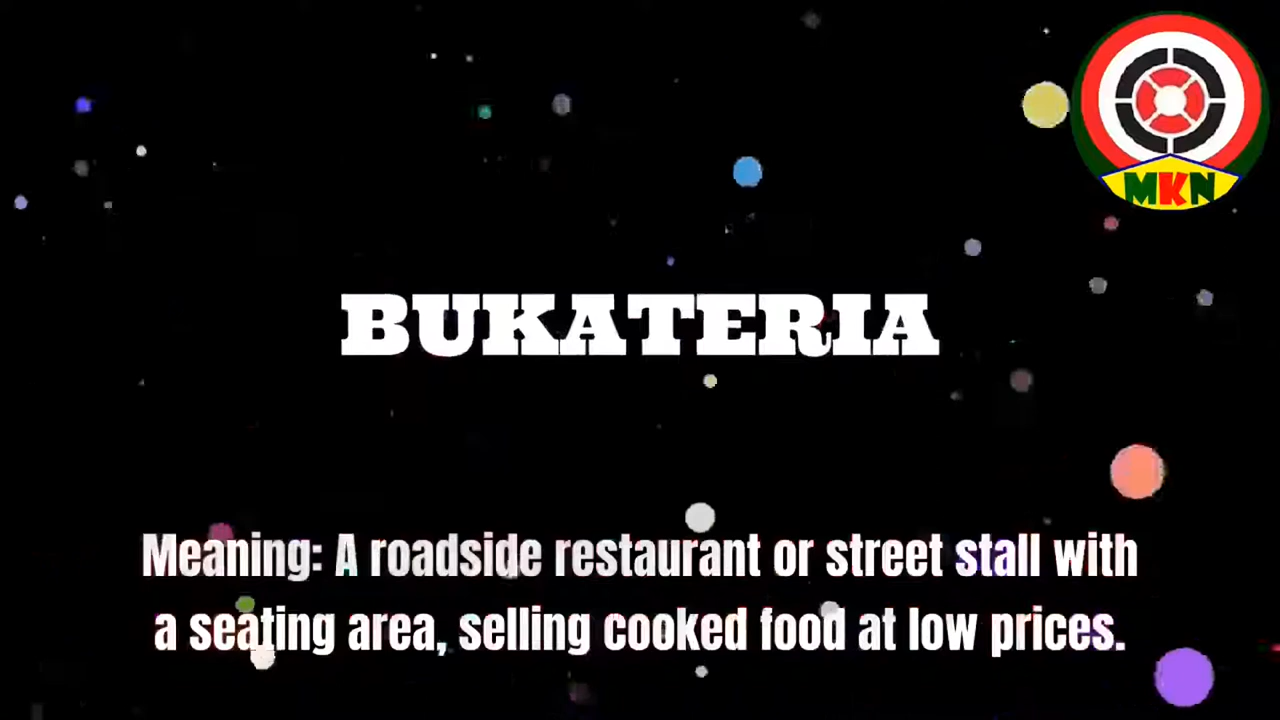 MKN
BUKATERIA
Meaning: A roadside restaurant or street stall with
a seating area, selling cooked food at low prices.